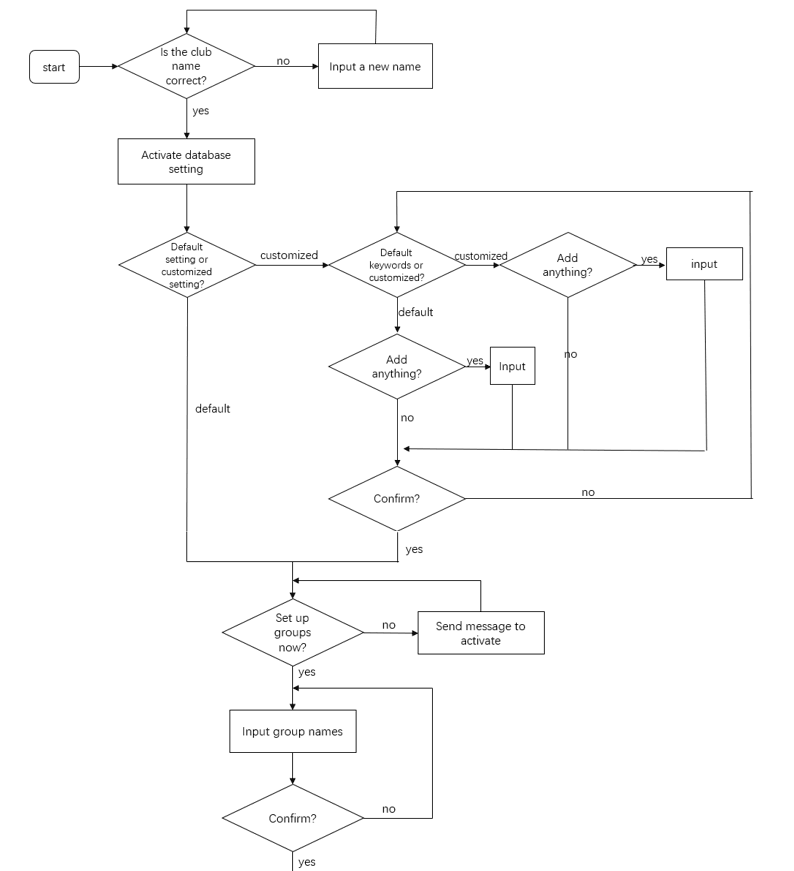 Is the club
name
correct?
start
no
Input a new name
yes
Activate database
setting
Default
setting or
customized
setting?
customized
Default
keywords or
customized?
customized
Add
anything?
yes
input
default
Add
anything?
yes
Input
no
default
no
Confirm?
no
yes
Set up
groups
now?
no
Send message to
activate
yes
Input group names
Confirm?
no
yes